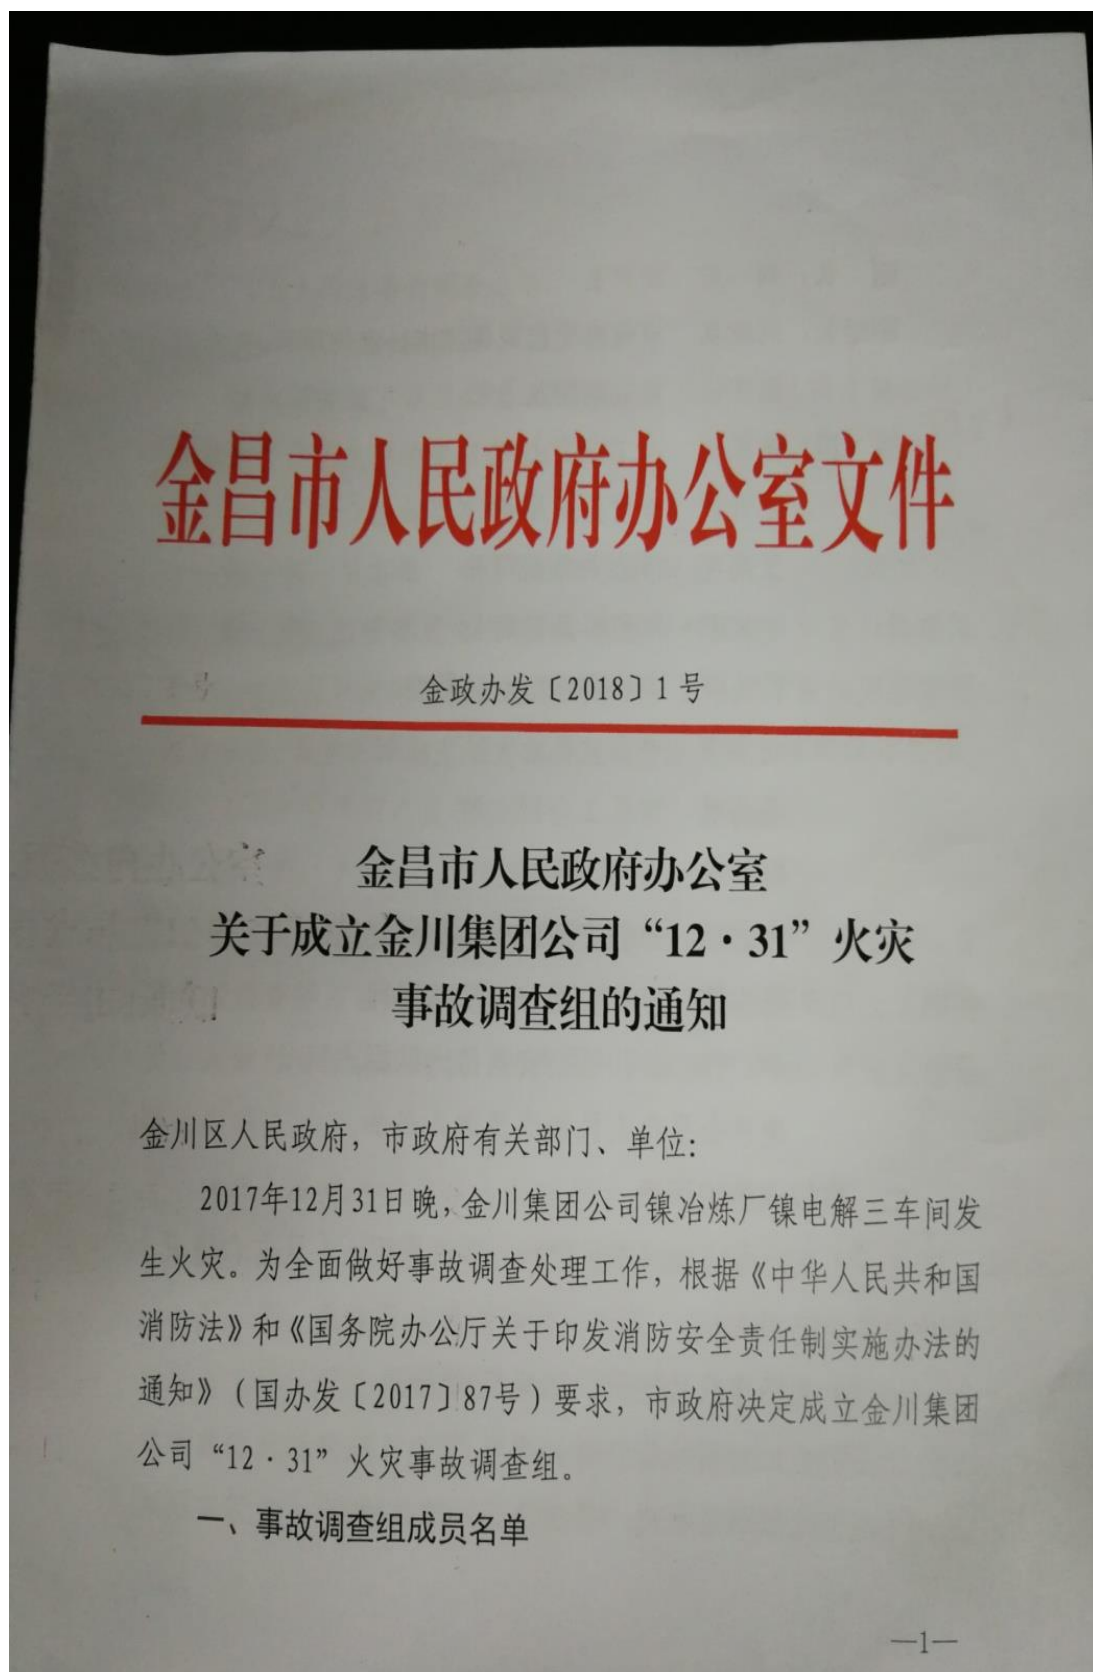 金昌市人民政府办公室文件
金政办发〔2018〕1号
金昌市人民政府办公室
关于成立金川集团公司“12·31”火灾
事故调查组的通知
金川区人民政府，市政府有关部门、单位：
2017年12月31日晚，金川集团公司镍冶炼厂镍电解三车间发
生火灾。为全面做好事故调查处理工作，根据《中华人民共和国
消防法》和《国务院办公厅关于印发消防安全责任制实施办法的
通知》（国办发〔2017〕87号）要求，市政府决定成立金川集团
公司“12·31”火灾事故调查组。
一、事故调查组成员名单
—1—